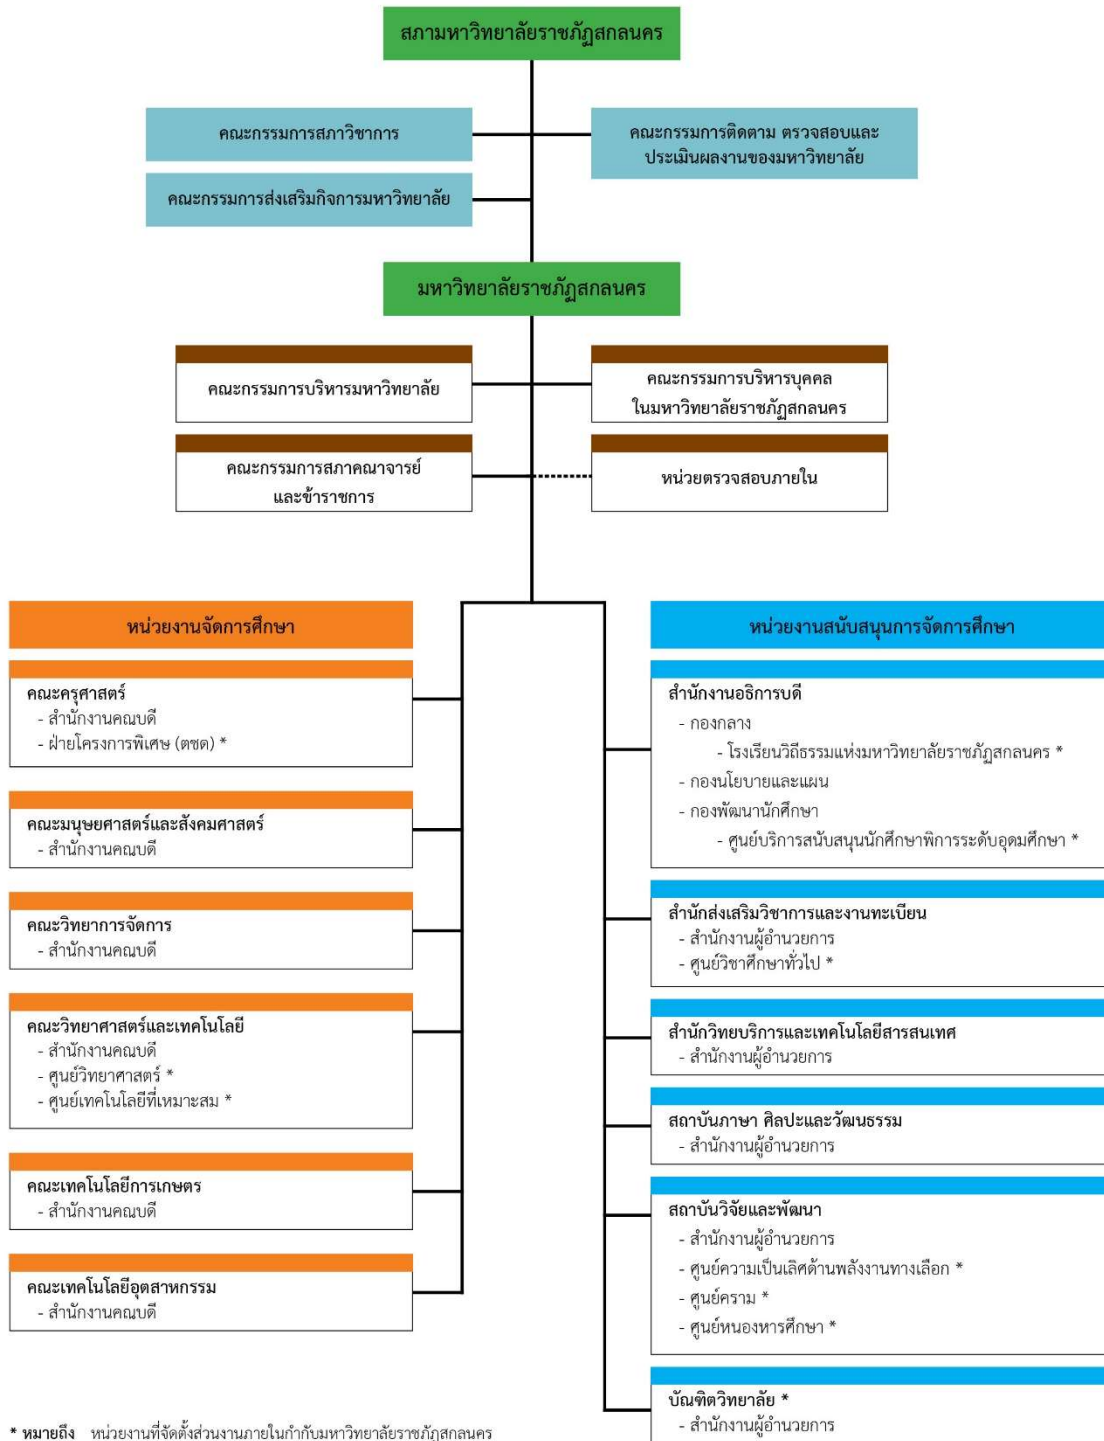 สภามหาวิทยาลัยราชภัฏสกลนคร
คณะกรรมการสภาวิชาการ
คณะกรรมการติดตาม ตรวจสอบและ
ประเมินผลงานของมหาวิทยาลัย
คณะกรรมการส่งเสริมกิจการมหาวิทยาลัย
มหาวิทยาลัยราชภัฏสกลนคร
คณะกรรมการบริหารมหาวิทยาลัย
คณะกรรมการบริหารบุคคล
ในมหาวิทยาลัยราชภัฏสกลนคร
คณะกรรมการสภาคณาจารย์
และข้าราชการ
หน่วยตรวจสอบภายใน
หน่วยงานจัดการศึกษา
คณะครุศาสตร์
- สำนักงานคณบดี
- ฝ่ายโครงการพิเศษ (ตชด) *
คณะมนุษยศาสตร์และสังคมศาสตร์
- สำนักงานคณบดี
คณะวิทยาการจัดการ
- สำนักงานคณบดี
คณะวิทยาศาสตร์และเทคโนโลยี
- สำนักงานคณบดี
- ศูนย์วิทยาศาสตร์ *
- ศูนย์เทคโนโลยีที่เหมาะสม *
คณะเทคโนโลยีการเกษตร
- สำนักงานคณบดี
คณะเทคโนโลยีอุตสาหกรรม
- สำนักงานคณบดี
หน่วยงานสนับสนุนการจัดการศึกษา
สำนักงานอธิการบดี
- กองกลาง
- โรงเรียนวิถีธรรมแห่งมหาวิทยาลัยราชภัฏสกลนคร *
- กองนโยบายและแผน
- กองพัฒนานักศึกษา
- ศูนย์บริการสนับสนุนนักศึกษาพิการระดับอุดมศึกษา *
สำนักส่งเสริมวิชาการและงานทะเบียน
- สำนักงานผู้อำนวยการ
- ศูนย์วิชาศึกษาทั่วไป *
สำนักวิทยบริการและเทคโนโลยีสารสนเทศ
- สำนักงานผู้อำนวยการ
สถาบันภาษา ศิลปะและวัฒนธรรม
- สำนักงานผู้อำนวยการ
สถาบันวิจัยและพัฒนา
- สำนักงานผู้อำนวยการ
- ศูนย์ความเป็นเลิศด้านพลังงานทางเลือก *
- ศูนย์คราม *
- ศูนย์หนองหารศึกษา *
บัณฑิตวิทยาลัย *
- สำนักงานผู้อำนวยการ
* หมายถึง หน่วยงานที่จัดตั้งส่วนงานภายในกำกับมหาวิทยาลัยราชภัฏสกลนคร